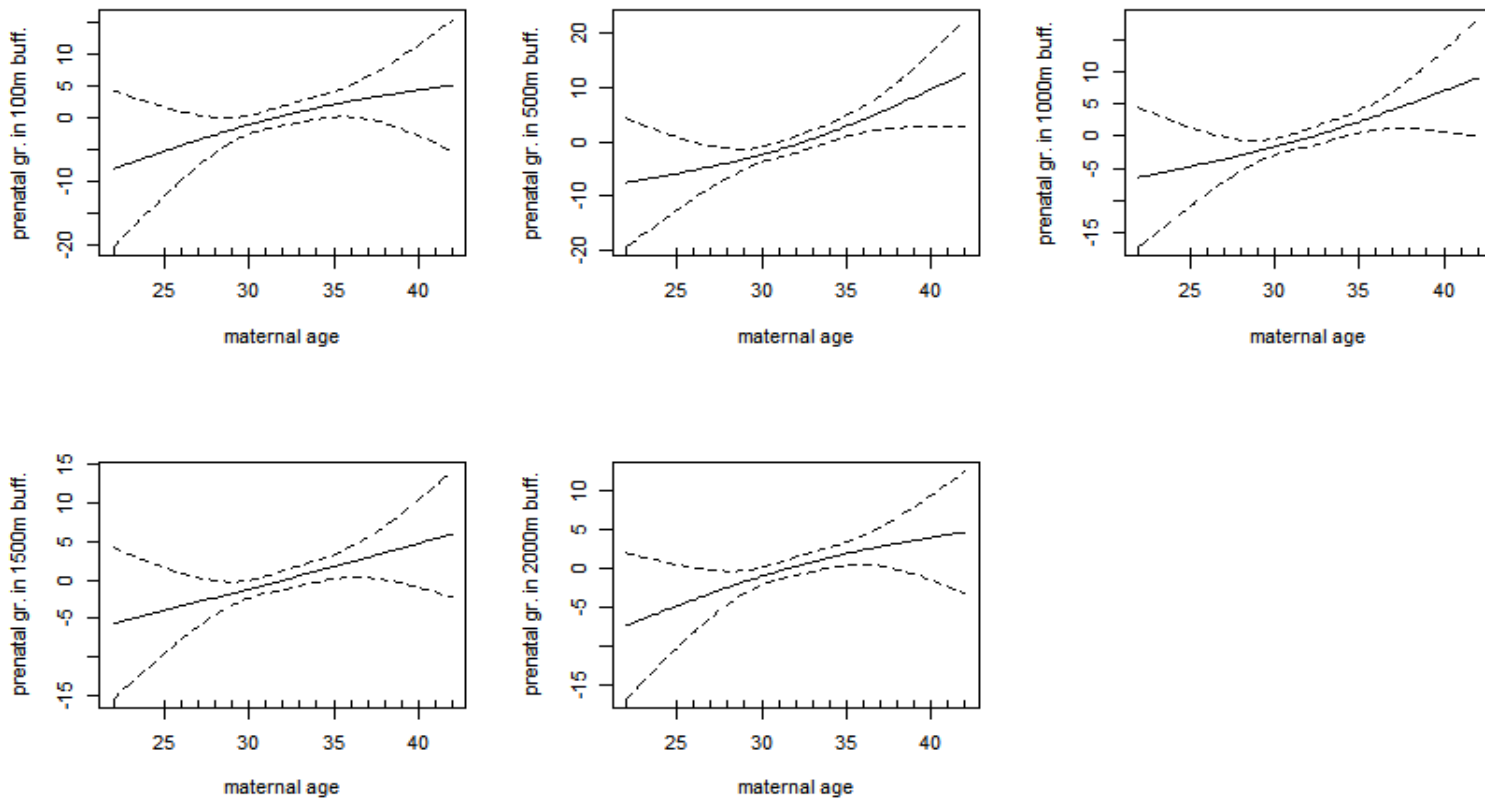 prenatal gr. in 100m buff.
10
5
0
-5
-10
-20
25 30 35 40
maternal age
prenatal gr. in 500m buff.
20
10
0
-10
-20
25 30 35 40
maternal age
prenatal gr. in 1000m buff.
10
5
0
-5
-15
25 30 35 40
maternal age
prenatal gr. in 1500m buff.
15
10
5
0
-5
-15
25 30 35 40
maternal age
prenatal gr. in 2000m buff.
10
5
0
-5
-15
25 30 35 40
maternal age